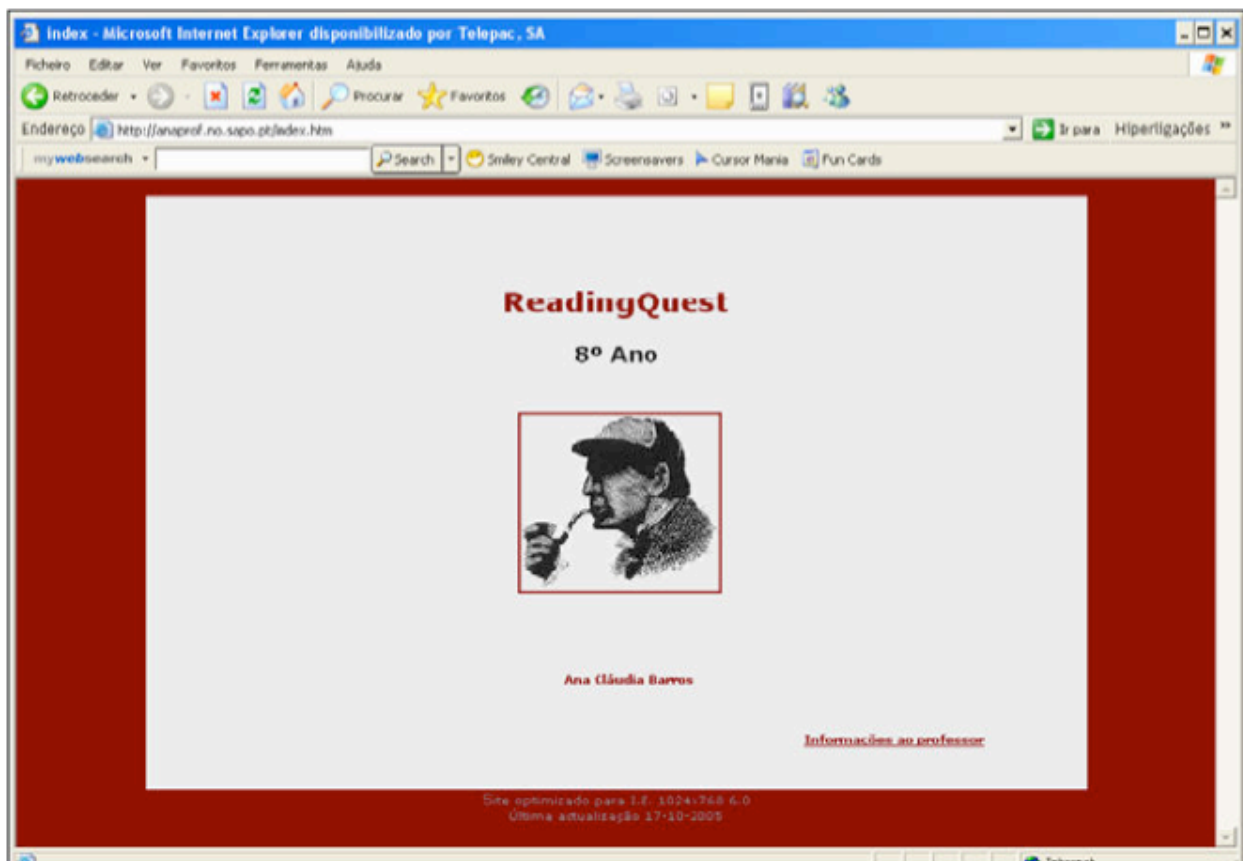 index - Microsoft Internet Explorer disponibilizado por Telepac, SA
Ficheiro Editar Ver Favoritos Ferramentas Ajuda
Retroceder Procurar Favoritos
Endereço http://anaprof.no.sapo.pt/index.htm Ir para Hiperligações »
mywebsearch Search Smiley Central Screensavers Cursor Mania Fun Cards
ReadingQuest
8º Ano
Ana Cláudia Barros
Informações ao professor
Site optimizado para I.E. 1024x768 6.0
Última actualização 17-10-2005
Internet